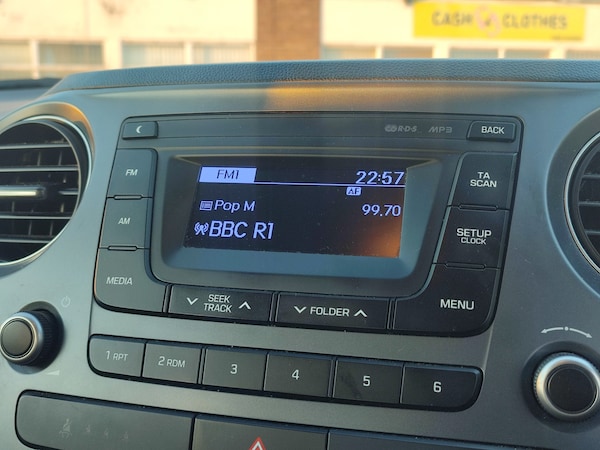 CASH 4 CLOTHES
R·D·S MP3 BACK
FM1 22:57
AF
Pop M 99.70
BBC R1
FM
AM
MEDIA
TA
SCAN
SETUP
CLOCK
SEEK
TRACK
FOLDER
MENU
1 RPT 2 RDM 3 4 5 6